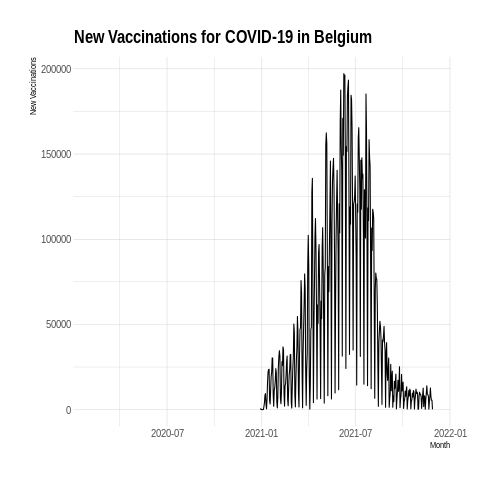 New Vaccinations for COVID-19 in Belgium
New Vaccinations
200000
150000
100000
50000
0
2020-07 2021-01 2021-07 2022-01
Month